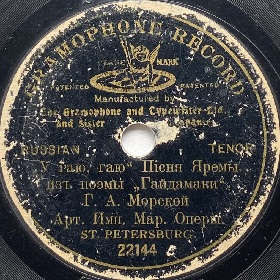 GRAMOPHONE RECORD
TRADE MARK
PATENTED PATENTED
Manufactured by
The Gramophone and Typewriter Ltd
and sister Companies
RUSSIAN TENOR
„У гаю, гаю“ Пісня Яремы
изъ поэмы „Гайдамаки“
Г. А. Морской
Арт. Имп. Мар. Оперы.
ST. PETERSBURG.
22144